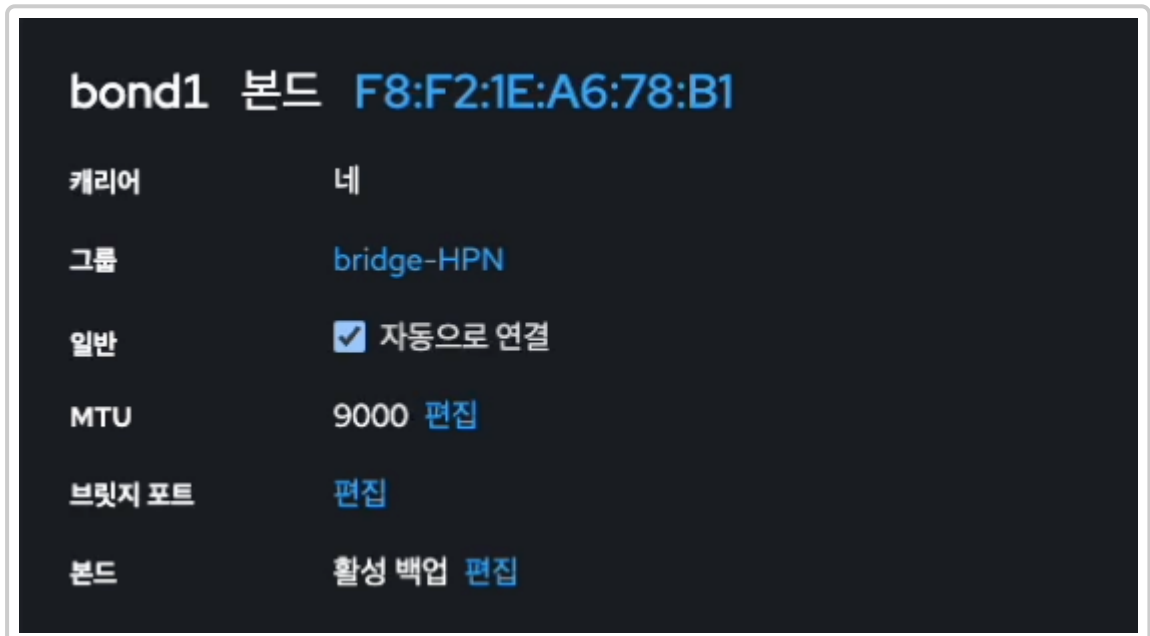 bond1 본드 F8:F2:1E:A6:78:B1
캐리어 네
그룹 bridge-HPN
일반 자동으로 연결
MTU 9000 편집
브릿지 포트 편집
본드 활성 백업 편집